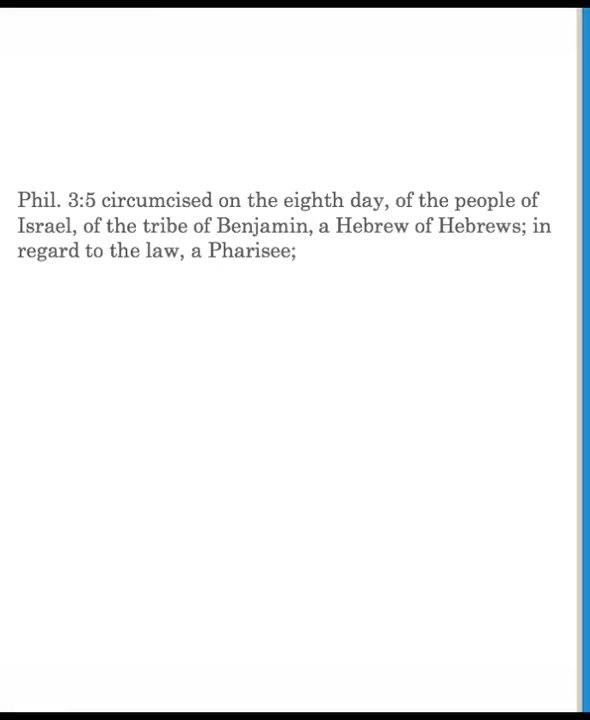 Phil. 3:5 circumcised on the eighth day, of the people of
Israel, of the tribe of Benjamin, a Hebrew of Hebrews; in
regard to the law, a Pharisee;